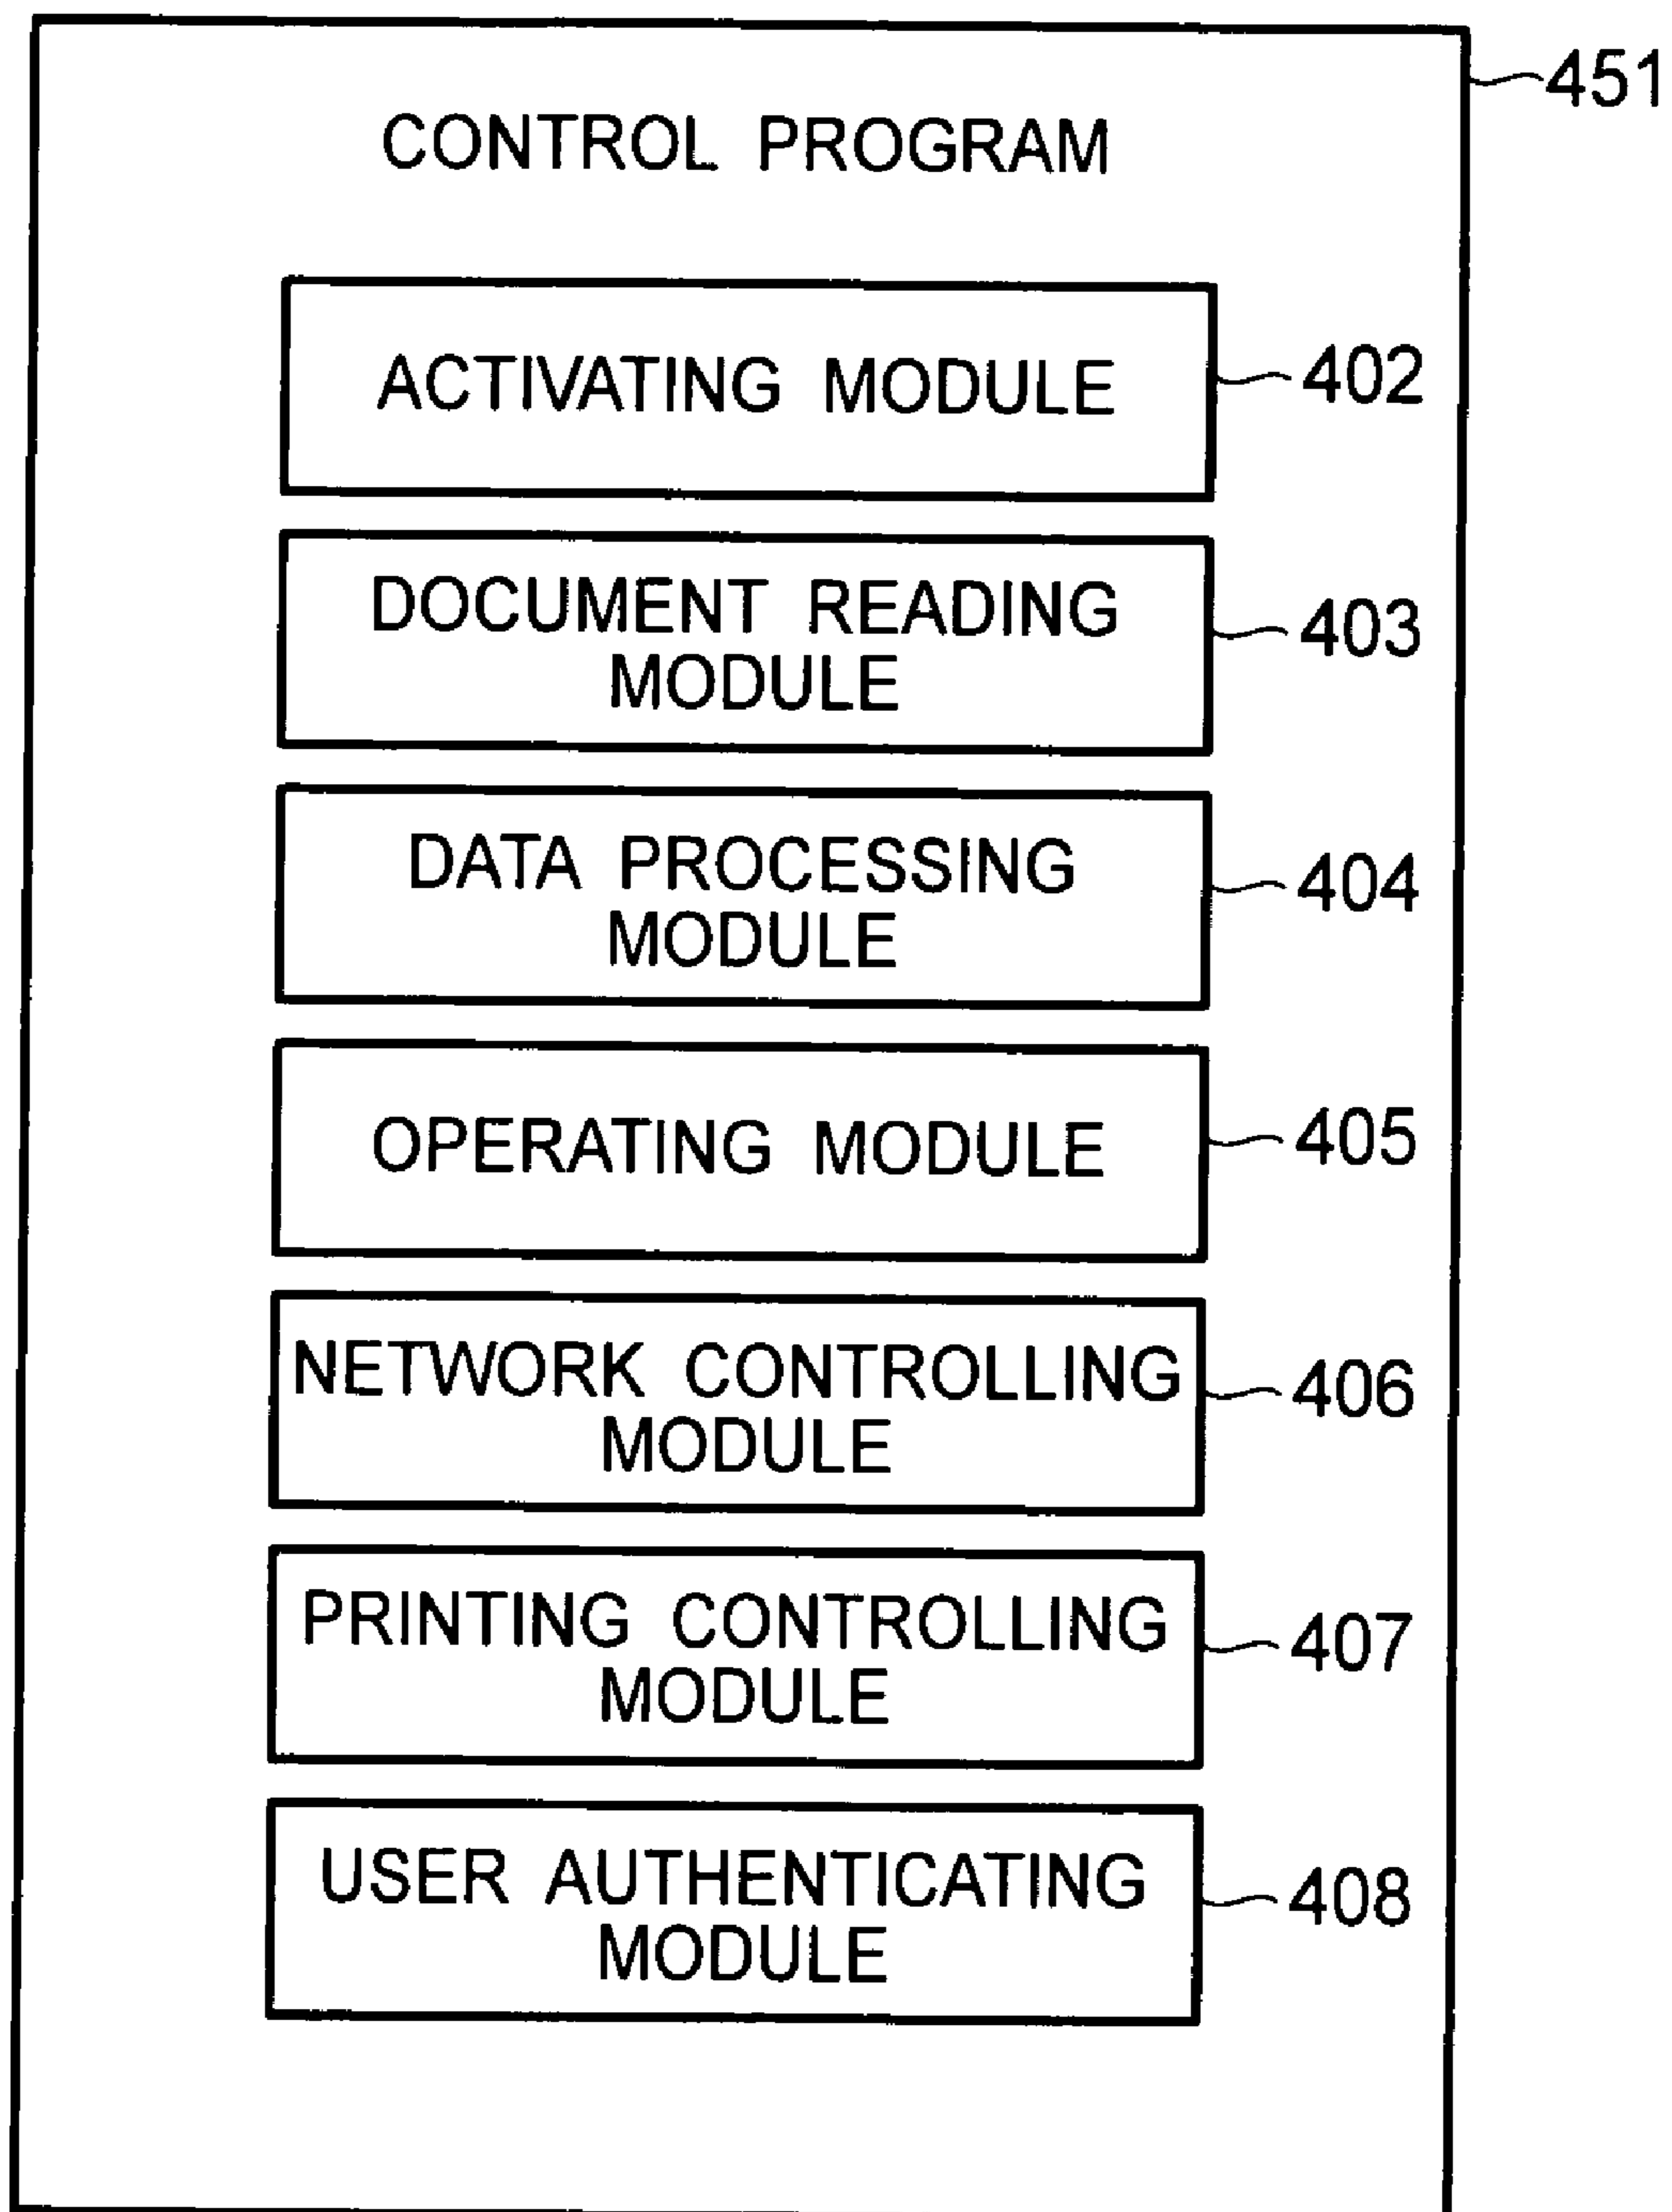 451
CONTROL PROGRAM
ACTIVATING MODULE
402
DOCUMENT READING
MODULE
403
DATA PROCESSING
MODULE
404
OPERATING MODULE
405
NETWORK CONTROLLING
MODULE
406
PRINTING CONTROLLING
MODULE
407
USER AUTHENTICATING
MODULE
408